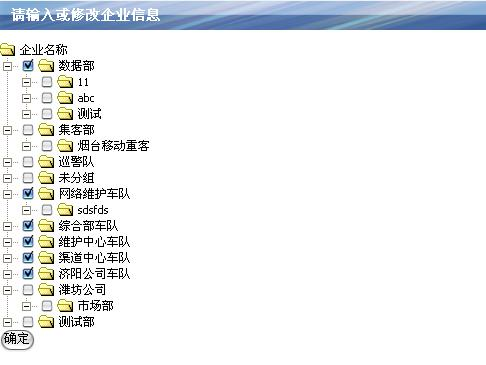 请输入或修改企业信息
企业名称
数据部
11
abc
测试
集客部
烟台移动重客
巡警队
未分组
网络维护车队
sdsfds
综合部车队
维护中心车队
渠道中心车队
济阳公司车队
潍坊公司
市场部
测试部
确定